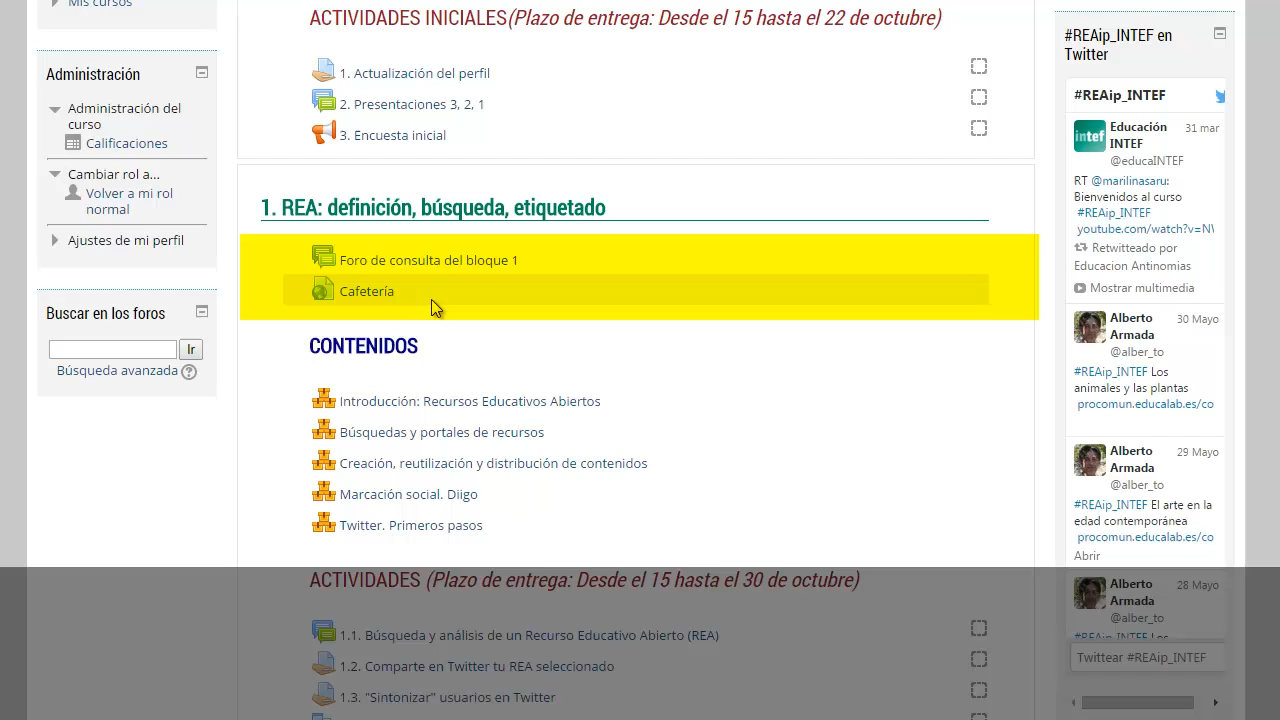 Mis cursos
Administración
Administración del
curso
Calificaciones
Cambiar rol a...
Volver a mi rol
normal
Ajustes de mi perfil
Buscar en los foros
Ir
Búsqueda avanzada
ACTIVIDADES INICIALES(Plazo de entrega: Desde el 15 hasta el 22 de octubre)
1. Actualización del perfil
2. Presentaciones 3, 2, 1
3. Encuesta inicial
1. REA: definición, búsqueda, etiquetado
Foro de consulta del bloque 1
Cafetería
CONTENIDOS
Introducción: Recursos Educativos Abiertos
Búsquedas y portales de recursos
Creación, reutilización y distribución de contenidos
Marcación social. Diigo
Twitter. Primeros pasos
ACTIVIDADES (Plazo de entrega: Desde el 15 hasta el 30 de octubre)
1.1. Búsqueda y análisis de un Recurso Educativo Abierto (REA)
1.2. Comparte en Twitter tu REA seleccionado
1.3. "Sintonizar" usuarios en Twitter
#REAip_INTEF en
Twitter
#REAip_INTEF
intef
Educación 31 mar
INTEF
@educaINTEF
RT @marilinasaru:
Bienvenidos al curso
#REAip_INTEF
youtube.com/watch?v=N
Retwitteado por
Educacion Antinomias
Mostrar multimedia
Alberto 30 Mayo
Armada
@alber_to
#REAip_INTEF Los
animales y las plantas
procomun.educalab.es/co
Alberto 29 Mayo
Armada
@alber_to
#REAip_INTEF El arte en la
edad contemporánea
procomun.educalab.es/co
Abrir
Alberto 28 Mayo
Armada
@alber_to
#REAip_INTEF Los
Twittear #REAip_INTEF